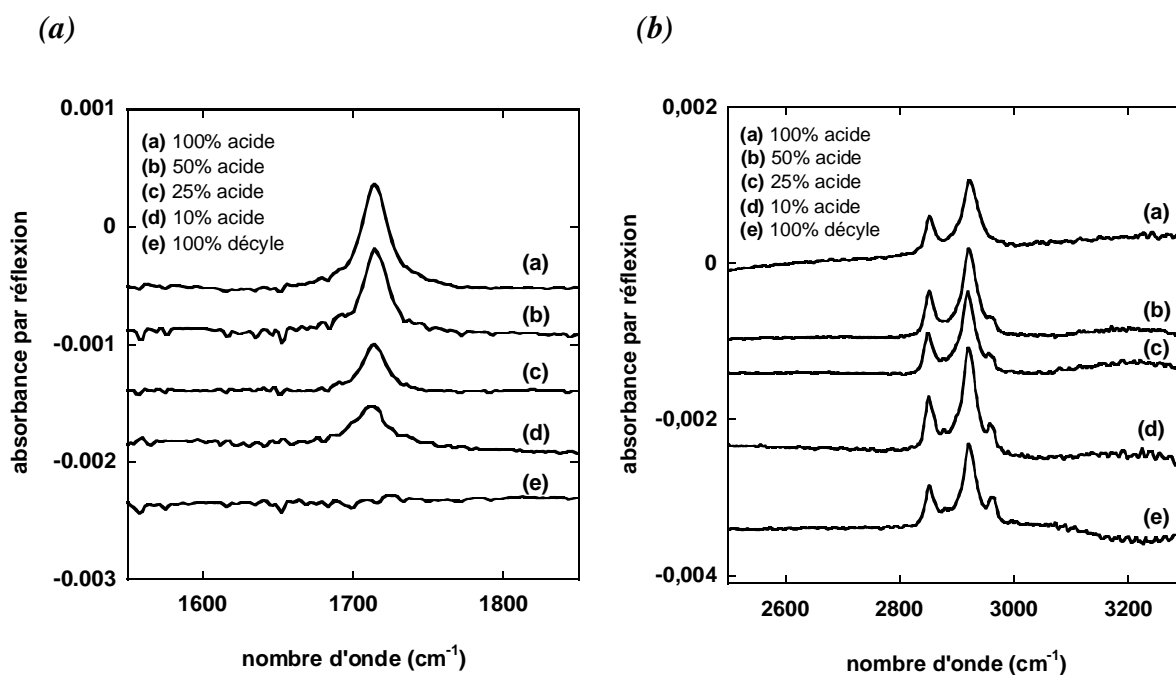 (a)
0.001
0
-0.001
-0.002
-0.003
absorbance par réflexion
(a) 100% acide
(b) 50% acide
(c) 25% acide
(d) 10% acide
(e) 100% décyle
(a)
(b)
(c)
(d)
(e)
1600
1700
1800
nombre d'onde (cm-1)
(b)
0,002
0
-0,002
-0,004
absorbance par réflexion
(a) 100% acide
(b) 50% acide
(c) 25% acide
(d) 10% acide
(e) 100% décyle
(a)
(b)
(c)
(d)
(e)
2600
2800
3000
3200
nombre d'onde (cm-1)